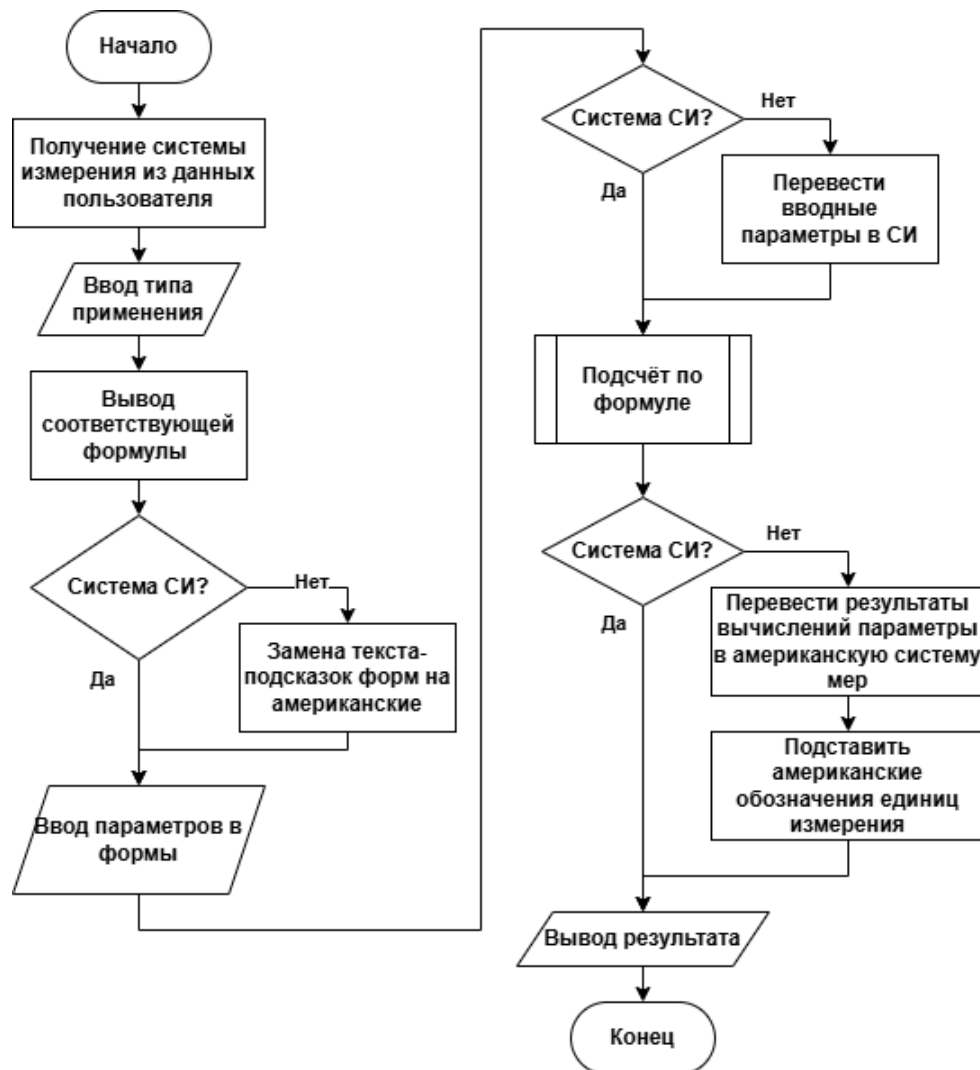 Начало
Получение системы
измерения из данных
пользователя
Ввод типа
применения
Вывод
соответствующей
формулы
Система СИ?
Нет
Да
Замена текста-
подсказок форм на
американские
Ввод параметров в
формы
Система СИ?
Нет
Да
Перевести
вводные
параметры в СИ
Подсчёт по
формуле
Система СИ?
Нет
Да
Перевести результаты
вычислений параметры
в американскую систему
мер
Подставить
американские
обозначения единиц
измерения
Вывод результата
Конец